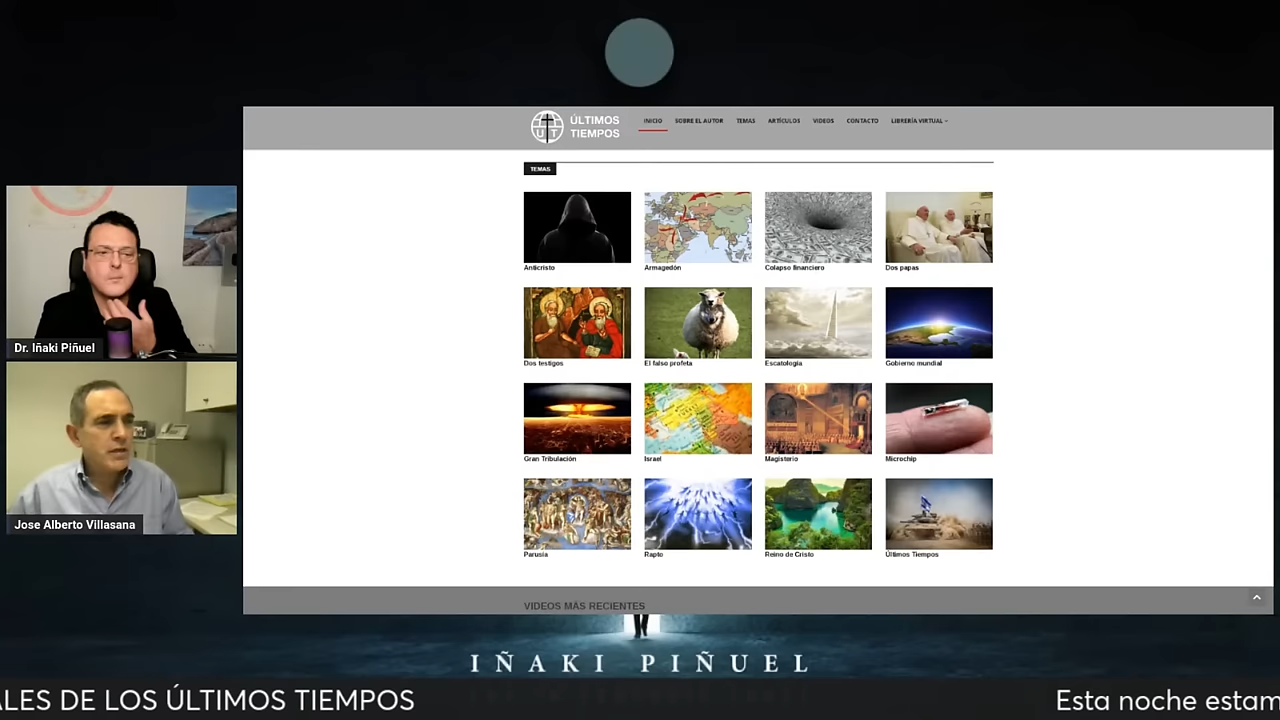 ÚLTIMOS
TIEMPOS
U T
INICIO SOBRE EL AUTOR TEMAS ARTÍCULOS VIDEOS CONTACTO LIBRERÍA VIRTUAL
TEMAS
Anticristo Armagedón Colapso financiero Dos papas
Dos testigos El falso profeta Escatología Gobierno mundial
Gran Tribulación Israel Magisterio Microchip
Parusía Rapto Reino de Cristo Últimos Tiempos
VIDEOS MÁS RECIENTES
Dr. Iñaki Piñuel
Jose Alberto Villasana
IÑAKI PIÑUEL
ALES DE LOS ÚLTIMOS TIEMPOS Esta noche estam